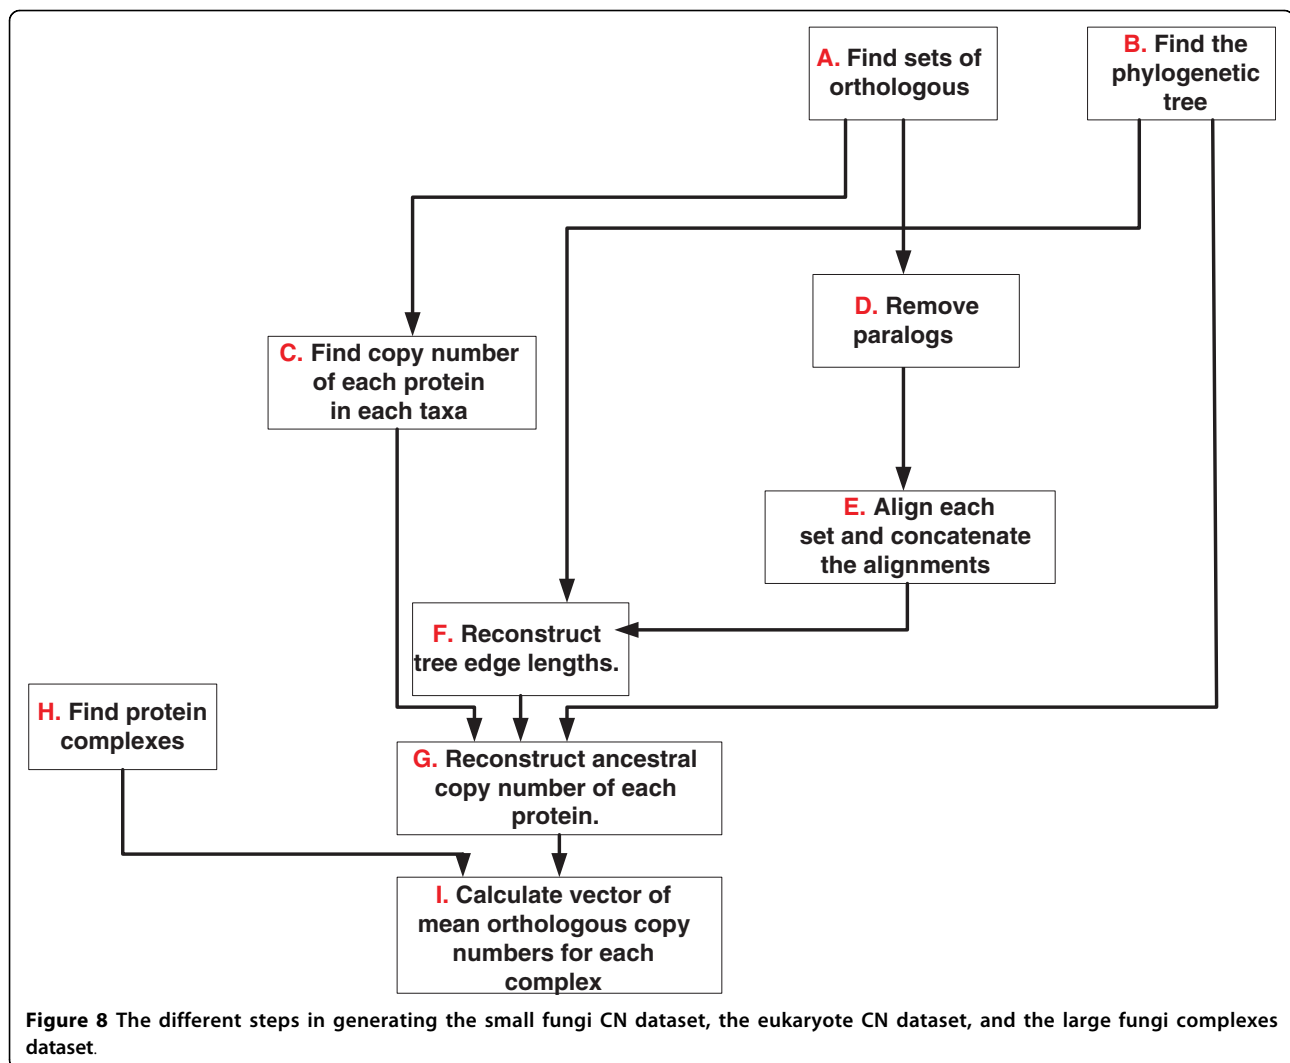 A. Find sets of
orthologous
B. Find the
phylogenetic
tree
D. Remove
paralogs
C. Find copy number
of each protein
in each taxa
E. Align each
set and concatenate
the alignments
F. Reconstruct
tree edge lengths.
H. Find protein
complexes
G. Reconstruct ancestral
copy number of each
protein.
I. Calculate vector of
mean orthologous copy
numbers for each
complex
Figure 8 The different steps in generating the small fungi CN dataset, the eukaryote CN dataset, and the large fungi complexes
dataset.